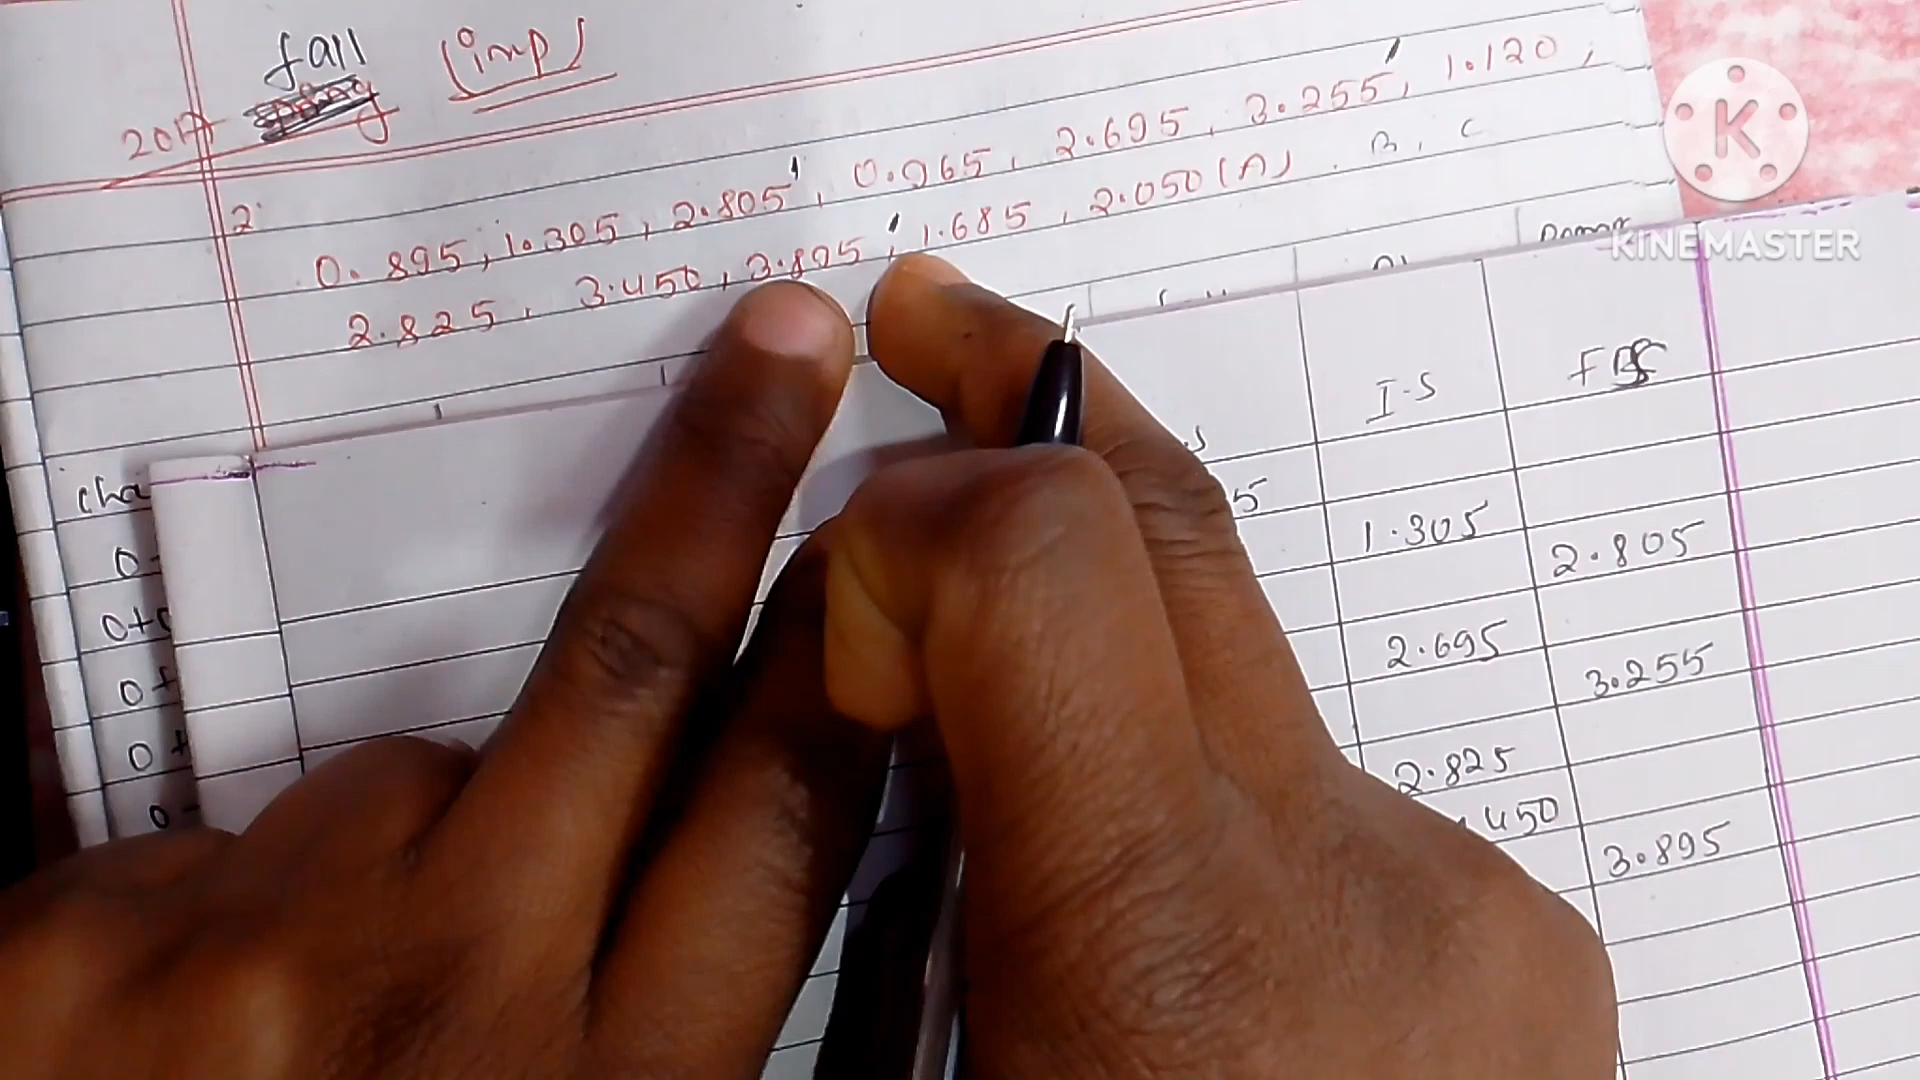 fall (imp)
2017
2.
0.895, 1.305, 2.805, 0.965, 2.695, 3.255, 1.120,
2.825, 3.450, 3.895, 1.685, 2.050 (A), B, C
K
KINEMASTER
I.S
5
1.305
2.805
2.695
3.255
2.825
450
3.895